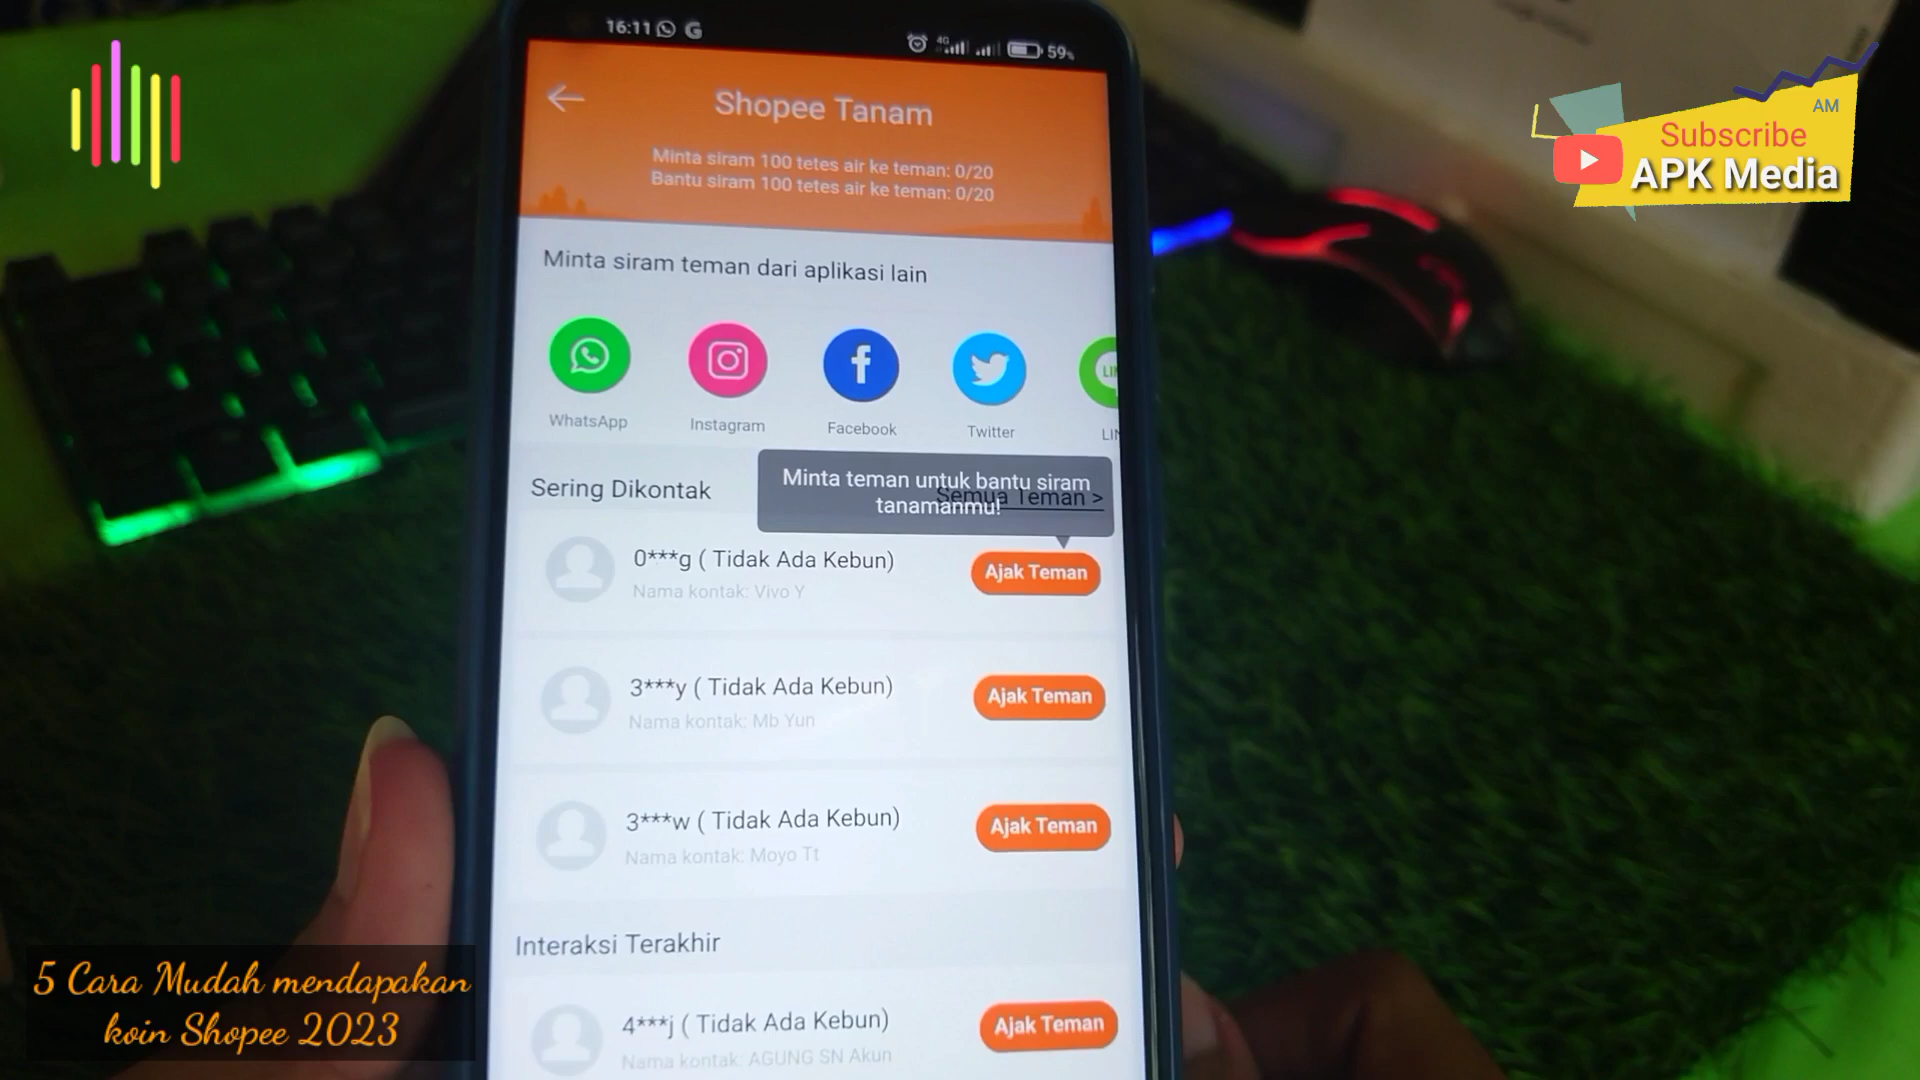 16:11
4G
59%
Shopee Tanam
Minta siram 100 tetes air ke teman: 0/20
Bantu siram 100 tetes air ke teman: 0/20
AM
Subscribe
APK Media
Minta siram teman dari aplikasi lain
WhatsApp
Instagram
Facebook
Twitter
LIN
Sering Dikontak
Semua Teman >
Minta teman untuk bantu siram
tanamanmu!
0***g ( Tidak Ada Kebun)
Nama kontak: Vivo Y
Ajak Teman
3***y ( Tidak Ada Kebun)
Nama kontak: Mb Yun
Ajak Teman
3***w ( Tidak Ada Kebun)
Nama kontak: Moyo Tt
Ajak Teman
Interaksi Terakhir
4***j ( Tidak Ada Kebun)
Nama kontak: AGUNG SN Akun
Ajak Teman
5 Cara Mudah mendapakan
koin Shopee 2023